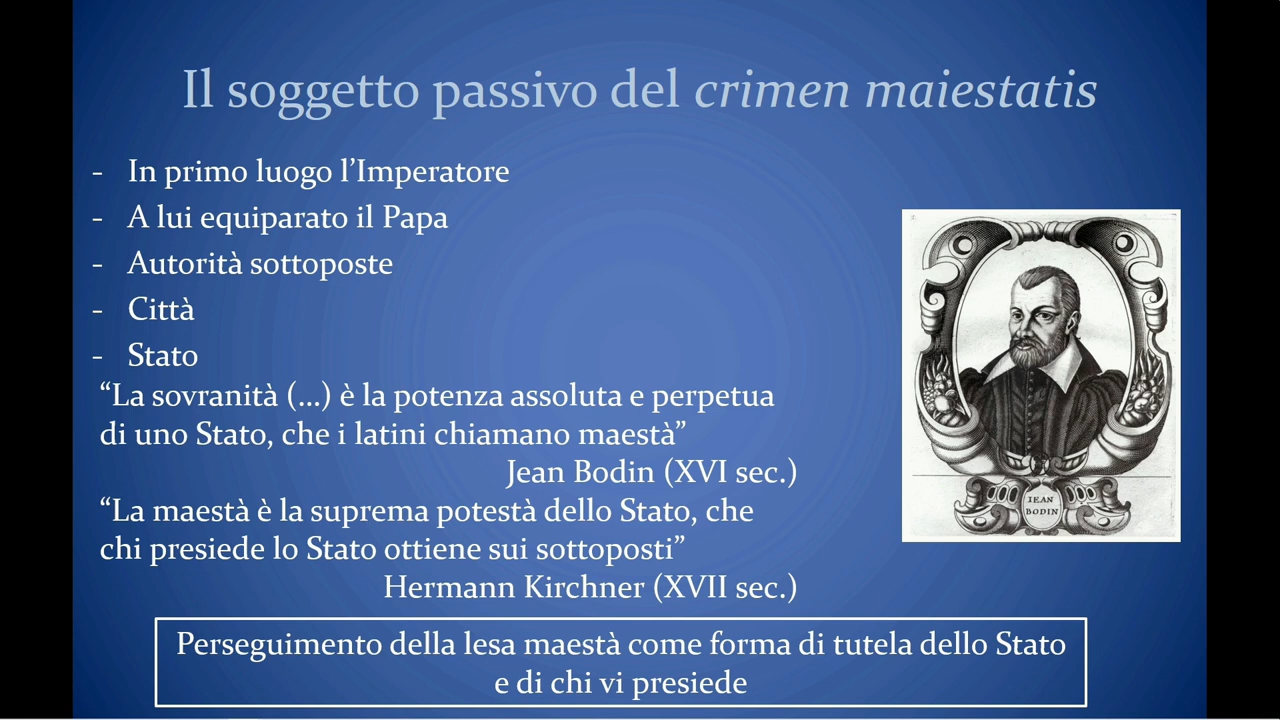 Il soggetto passivo del crimen maiestatis
- In primo luogo l’Imperatore
- A lui equiparato il Papa
- Autorità sottoposte
- Città
- Stato
“La sovranità (…) è la potenza assoluta e perpetua
di uno Stato, che i latini chiamano maestà”
Jean Bodin (XVI sec.)
“La maestà è la suprema potestà dello Stato, che
chi presiede lo Stato ottiene sui sottoposti”
Hermann Kirchner (XVII sec.)
IEAN
BODIN
Perseguimento della lesa maestà come forma di tutela dello Stato
e di chi vi presiede